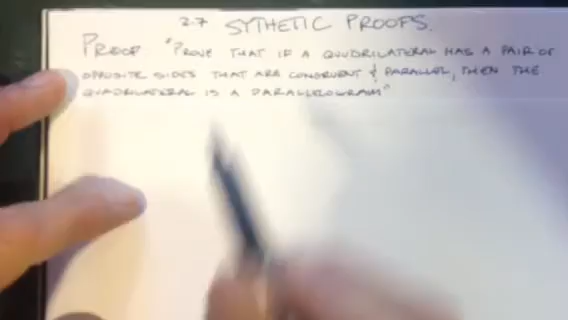 2.7 SYTHETIC PROOFS.
PROOF "PROVE THAT IF A QUUDRILATERAL HAS A PAIR OF
OPPOSITE SIDES THAT ARE CONGRUENT & PARALLEL, THEN THE
QUADRILATERAL IS A PARALLELOGRAM"